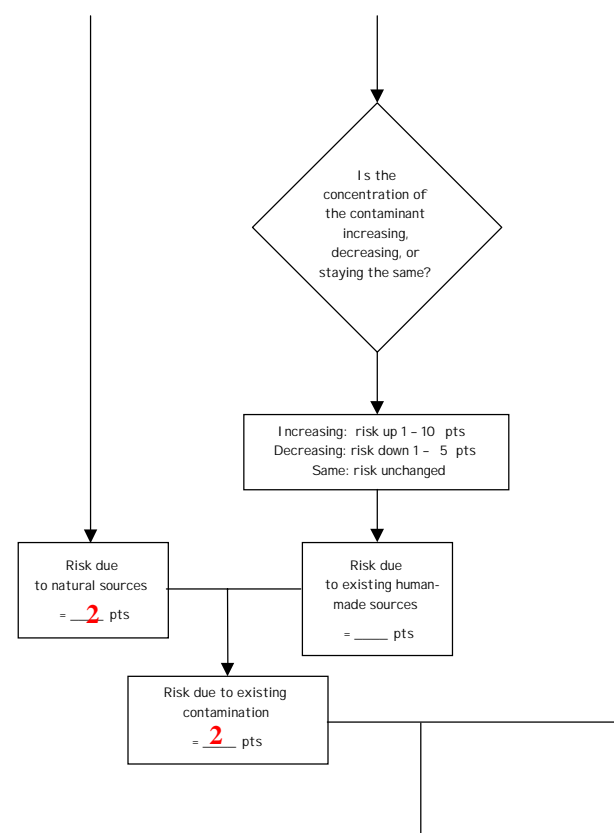 Is the
concentration of
the contaminant
increasing,
decreasing, or
staying the same?
Increasing: risk up 1 – 10 pts
Decreasing: risk down 1 – 5 pts
Same: risk unchanged
Risk due
to natural sources
= __2__ pts
Risk due
to existing human-
made sources
= _____ pts
Risk due to existing
contamination
= __2__ pts